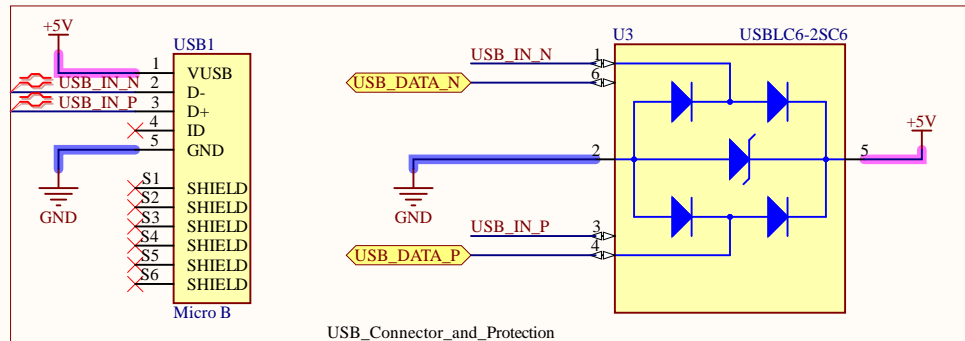 +5V
USB1
1 VUSB
USB_IN_N 2 D-
USB_IN_P 3 D+
4 ID
5 GND
GND
S1 SHIELD
S2 SHIELD
S3 SHIELD
S4 SHIELD
S5 SHIELD
S6 SHIELD
Micro B
U3 USBLC6-2SC6
USB_IN_N 1
USB_DATA_N 6
2
GND
5
+5V
USB_IN_P 3
USB_DATA_P 4
USB_Connector_and_Protection